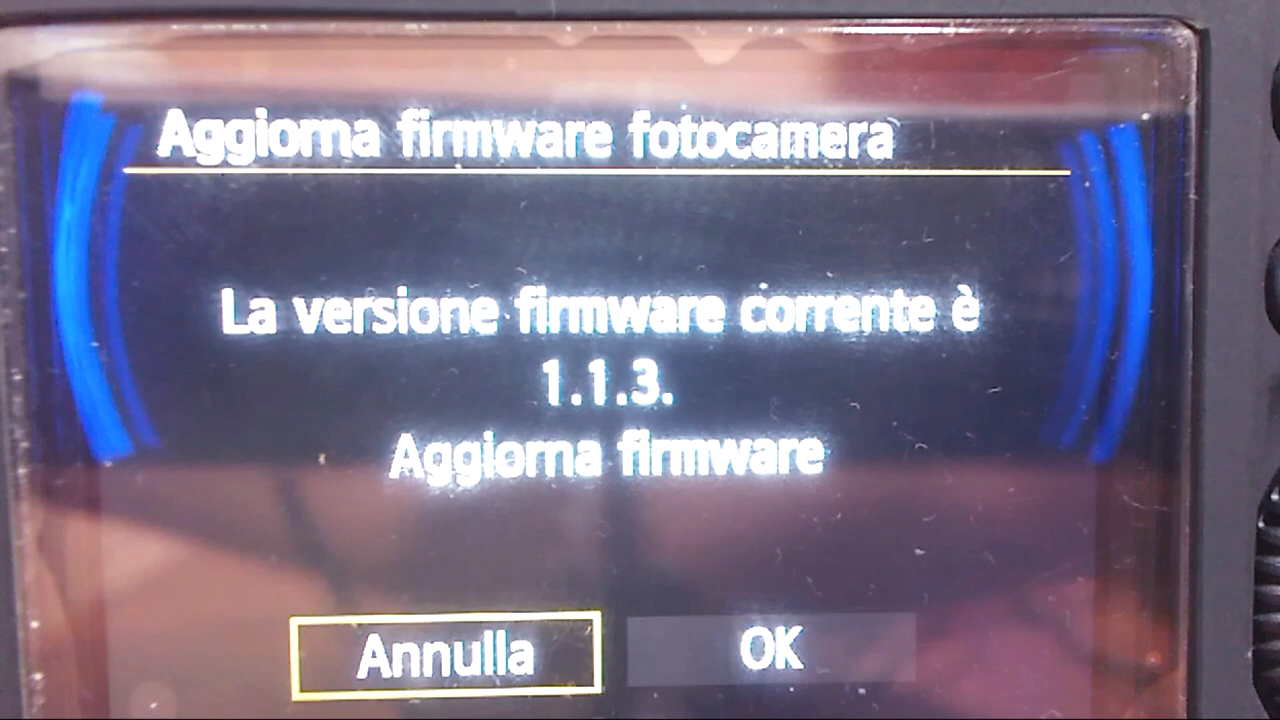 Aggiorna firmware fotocamera
La versione firmware corrente è
1.1.3.
Aggiorna firmware
Annulla
OK